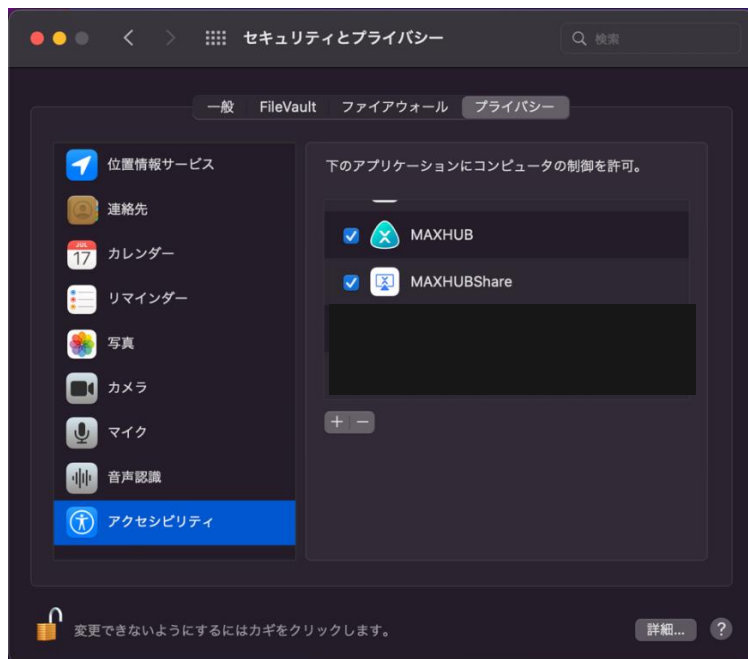 セキュリティとプライバシー
検索
一般 FileVault ファイアウォール プライバシー
位置情報サービス
連絡先
JUL
17
カレンダー
リマインダー
写真
カメラ
マイク
音声認識
アクセシビリティ
下のアプリケーションにコンピュータの制御を許可。
MAXHUB
MAXHUBShare
変更できないようにするにはカギをクリックします。
詳細...
?